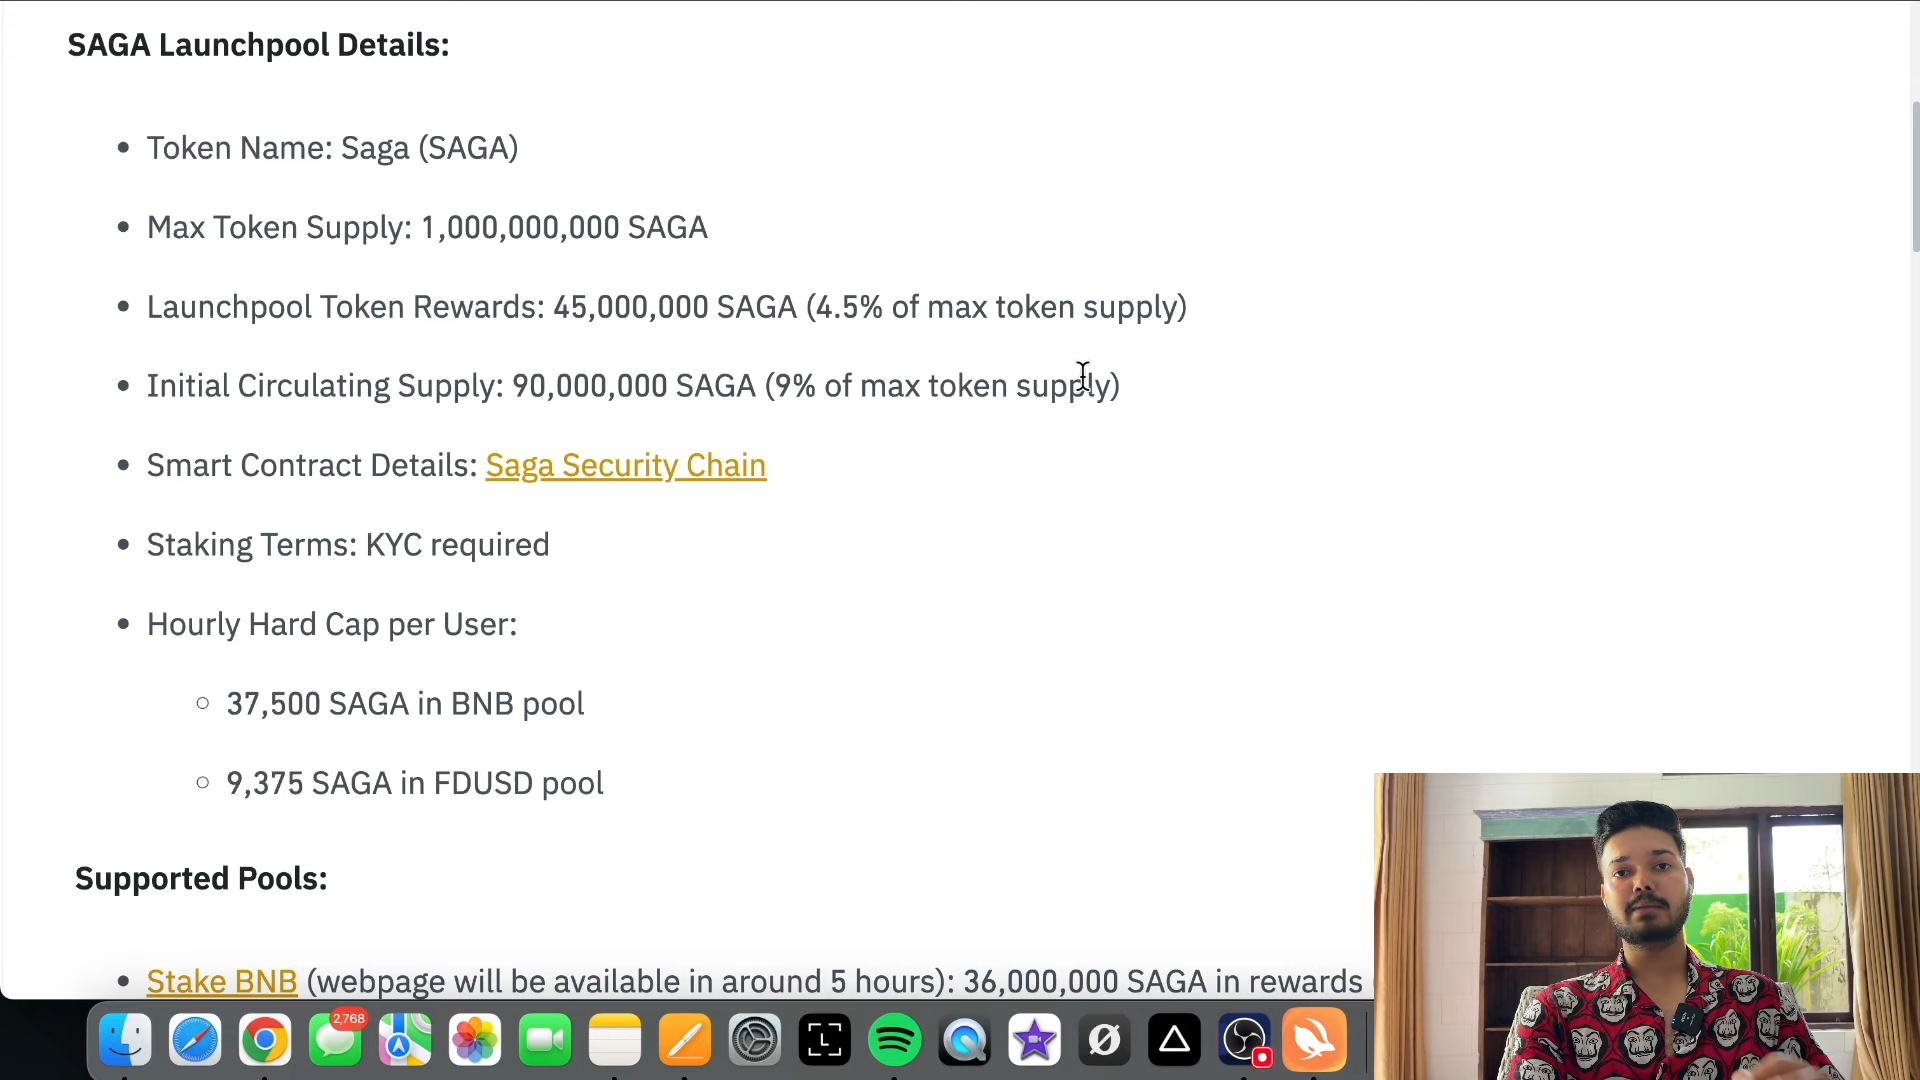 SAGA Launchpool Details:
• Token Name: Saga (SAGA)
• Max Token Supply: 1,000,000,000 SAGA
• Launchpool Token Rewards: 45,000,000 SAGA (4.5% of max token supply)
• Initial Circulating Supply: 90,000,000 SAGA (9% of max token supply)
• Smart Contract Details: Saga Security Chain
• Staking Terms: KYC required
• Hourly Hard Cap per User:
○ 37,500 SAGA in BNB pool
○ 9,375 SAGA in FDUSD pool
Supported Pools:
• Stake BNB (webpage will be available in around 5 hours): 36,000,000 SAGA in rewards
2,768